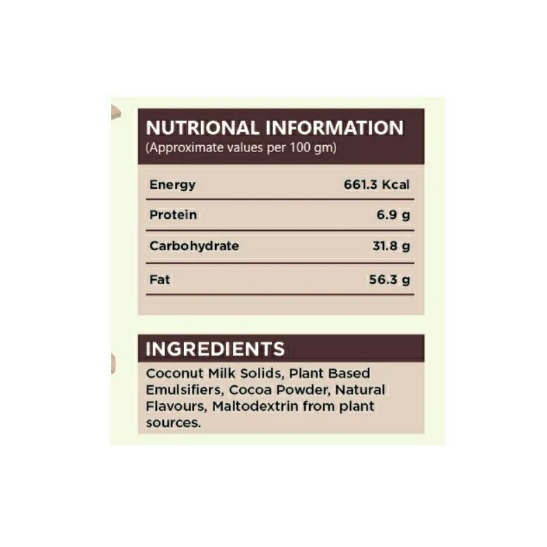 NUTRIONAL INFORMATION
(Approximate values per 100 gm)
Energy 661.3 Kcal
Protein 6.9 g
Carbohydrate 31.8 g
Fat 56.3 g
INGREDIENTS
Coconut Milk Solids, Plant Based
Emulsifiers, Cocoa Powder, Natural
Flavours, Maltodextrin from plant
sources.